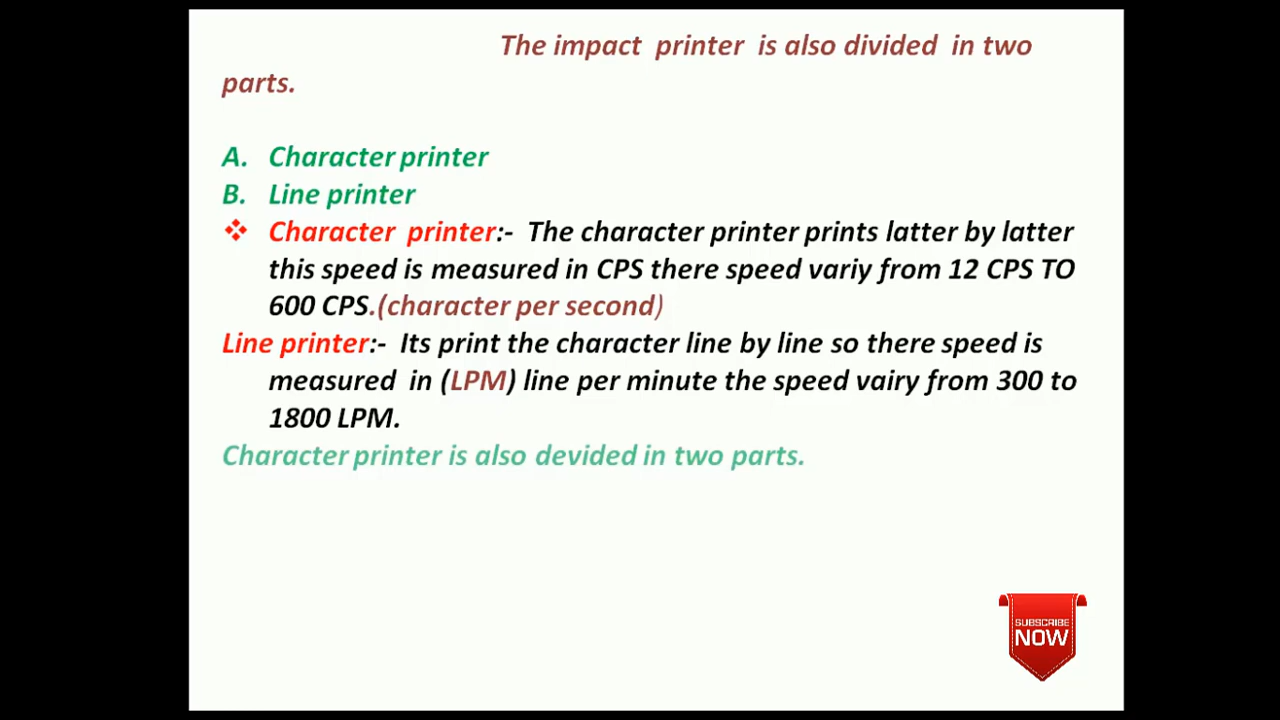 The impact printer is also divided in two
parts.
A. Character printer
B. Line printer
❖ Character printer:- The character printer prints latter by latter
this speed is measured in CPS there speed variy from 12 CPS TO
600 CPS.(character per second)
Line printer:- Its print the character line by line so there speed is
measured in (LPM) line per minute the speed vairy from 300 to
1800 LPM.
Character printer is also devided in two parts.
SUBSCRIBE
NOW